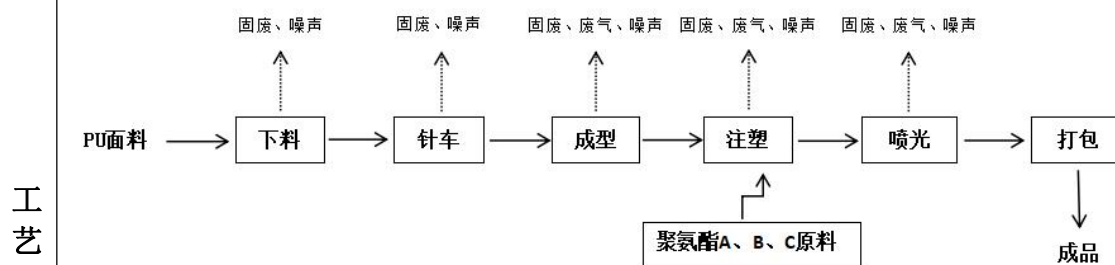 固废、噪声 固废、噪声 固废、废气、噪声 固废、废气、噪声 固废、废气、噪声
PU面料 下料 针车 成型 注塑 喷光 打包
聚氨酯A、B、C原料
成品
工
艺